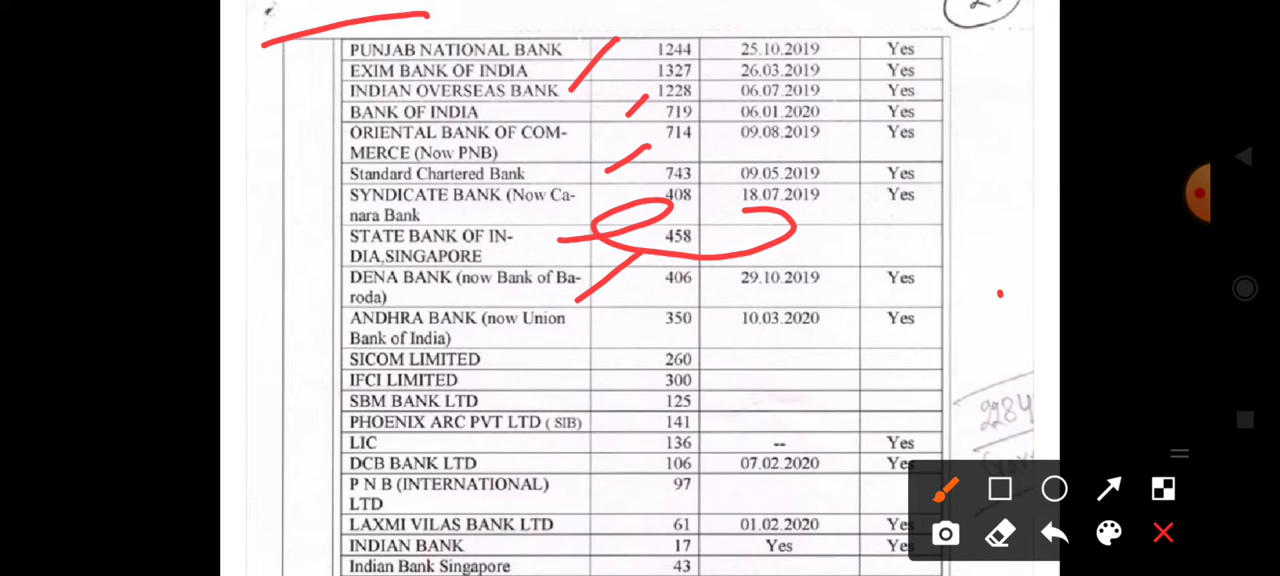 PUNJAB NATIONAL BANK 1244 25.10.2019 Yes
EXIM BANK OF INDIA 1327 26.03.2019 Yes
INDIAN OVERSEAS BANK 1228 06.07.2019 Yes
BANK OF INDIA 719 06.01.2020 Yes
ORIENTAL BANK OF COM- 714 09.08.2019 Yes
MERCE (Now PNB)
Standard Chartered Bank 743 09.05.2019 Yes
SYNDICATE BANK (Now Ca- 408 18.07.2019 Yes
nara Bank
STATE BANK OF IN- 458
DIA,SINGAPORE
DENA BANK (now Bank of Ba- 406 29.10.2019 Yes
roda)
ANDHRA BANK (now Union 350 10.03.2020 Yes
Bank of India)
SICOM LIMITED 260
IFCI LIMITED 300
SBM BANK LTD 125
PHOENIX ARC PVT LTD ( SIB) 141
LIC 136 -- Yes
DCB BANK LTD 106 07.02.2020 Yes
P N B (INTERNATIONAL) 97
LTD
LAXMI VILAS BANK LTD 61 01.02.2020 Yes
INDIAN BANK 17 Yes Yes
Indian Bank Singapore 43
2284